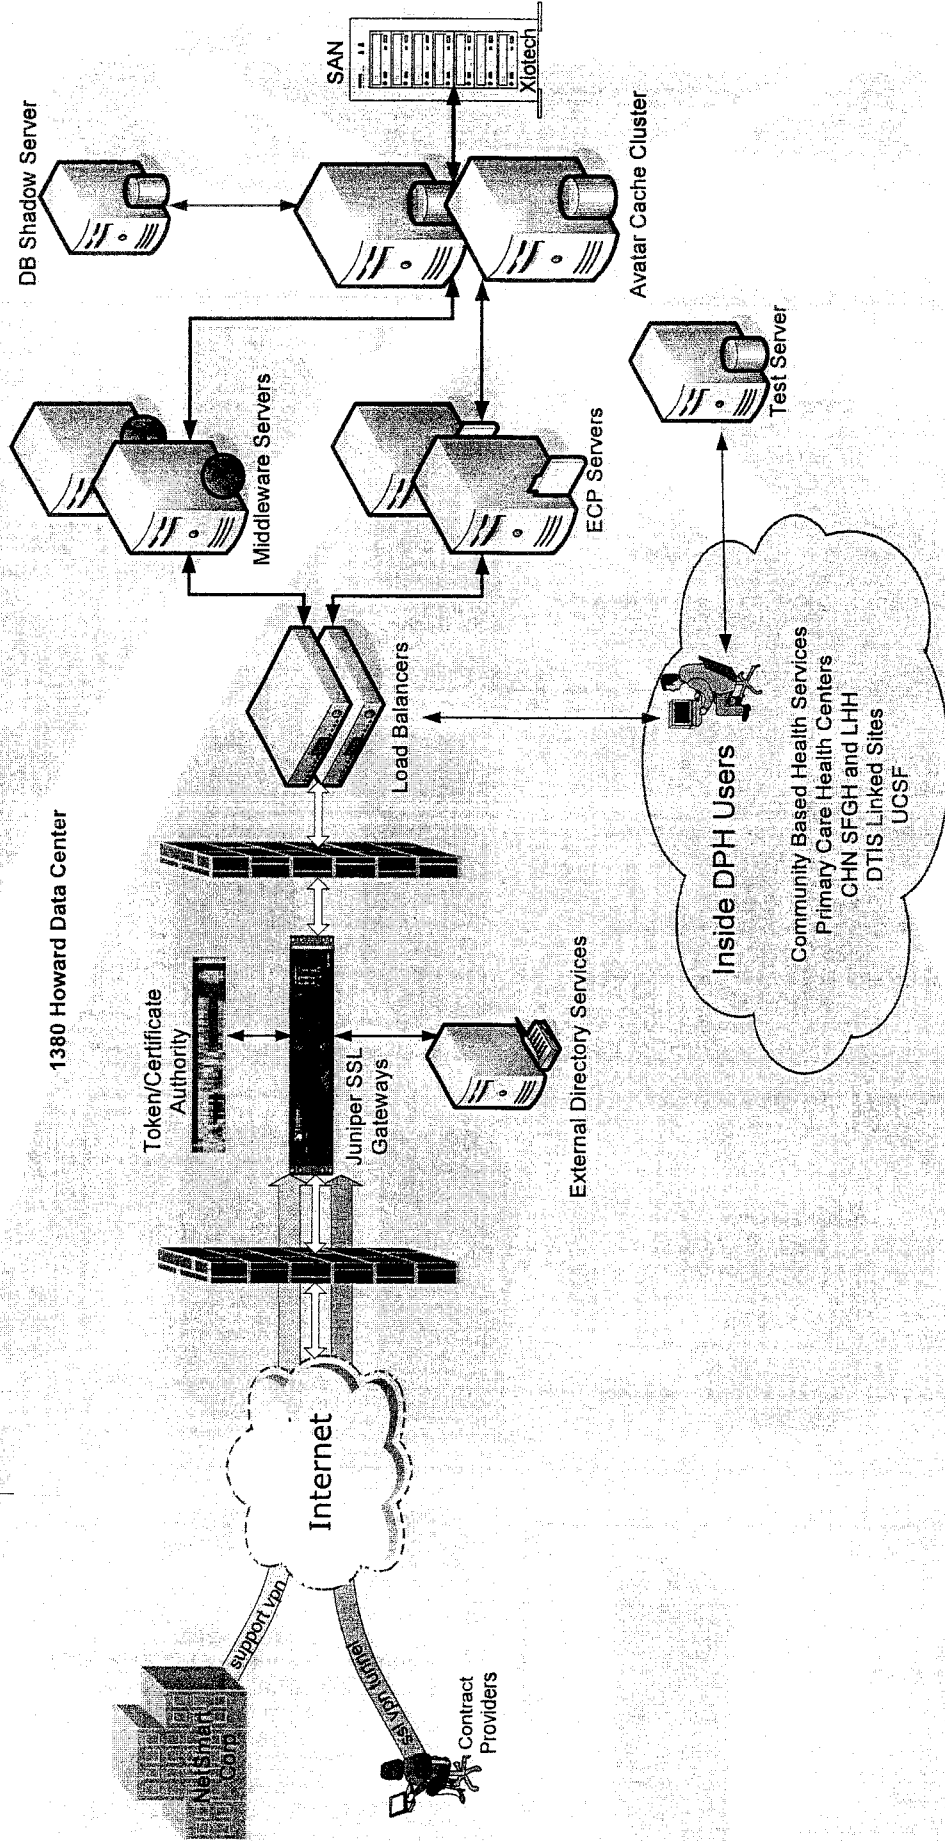 1380 Howard Data Center
NetSmart
Corp.
support vpn
ssl vpn tunnel
Contract
Providers
Internet
Token/Certificate
Authority
Juniper SSL
Gateways
External Directory Services
Load Balancers
Middleware Servers
ECP Servers
DB Shadow Server
SAN
Xiotech
Avatar Cache Cluster
Test Server
Inside DPH Users
Community Based Health Services
Primary Care Health Centers
CHN SFGH and LHH
DTIS Linked Sites
UCSF